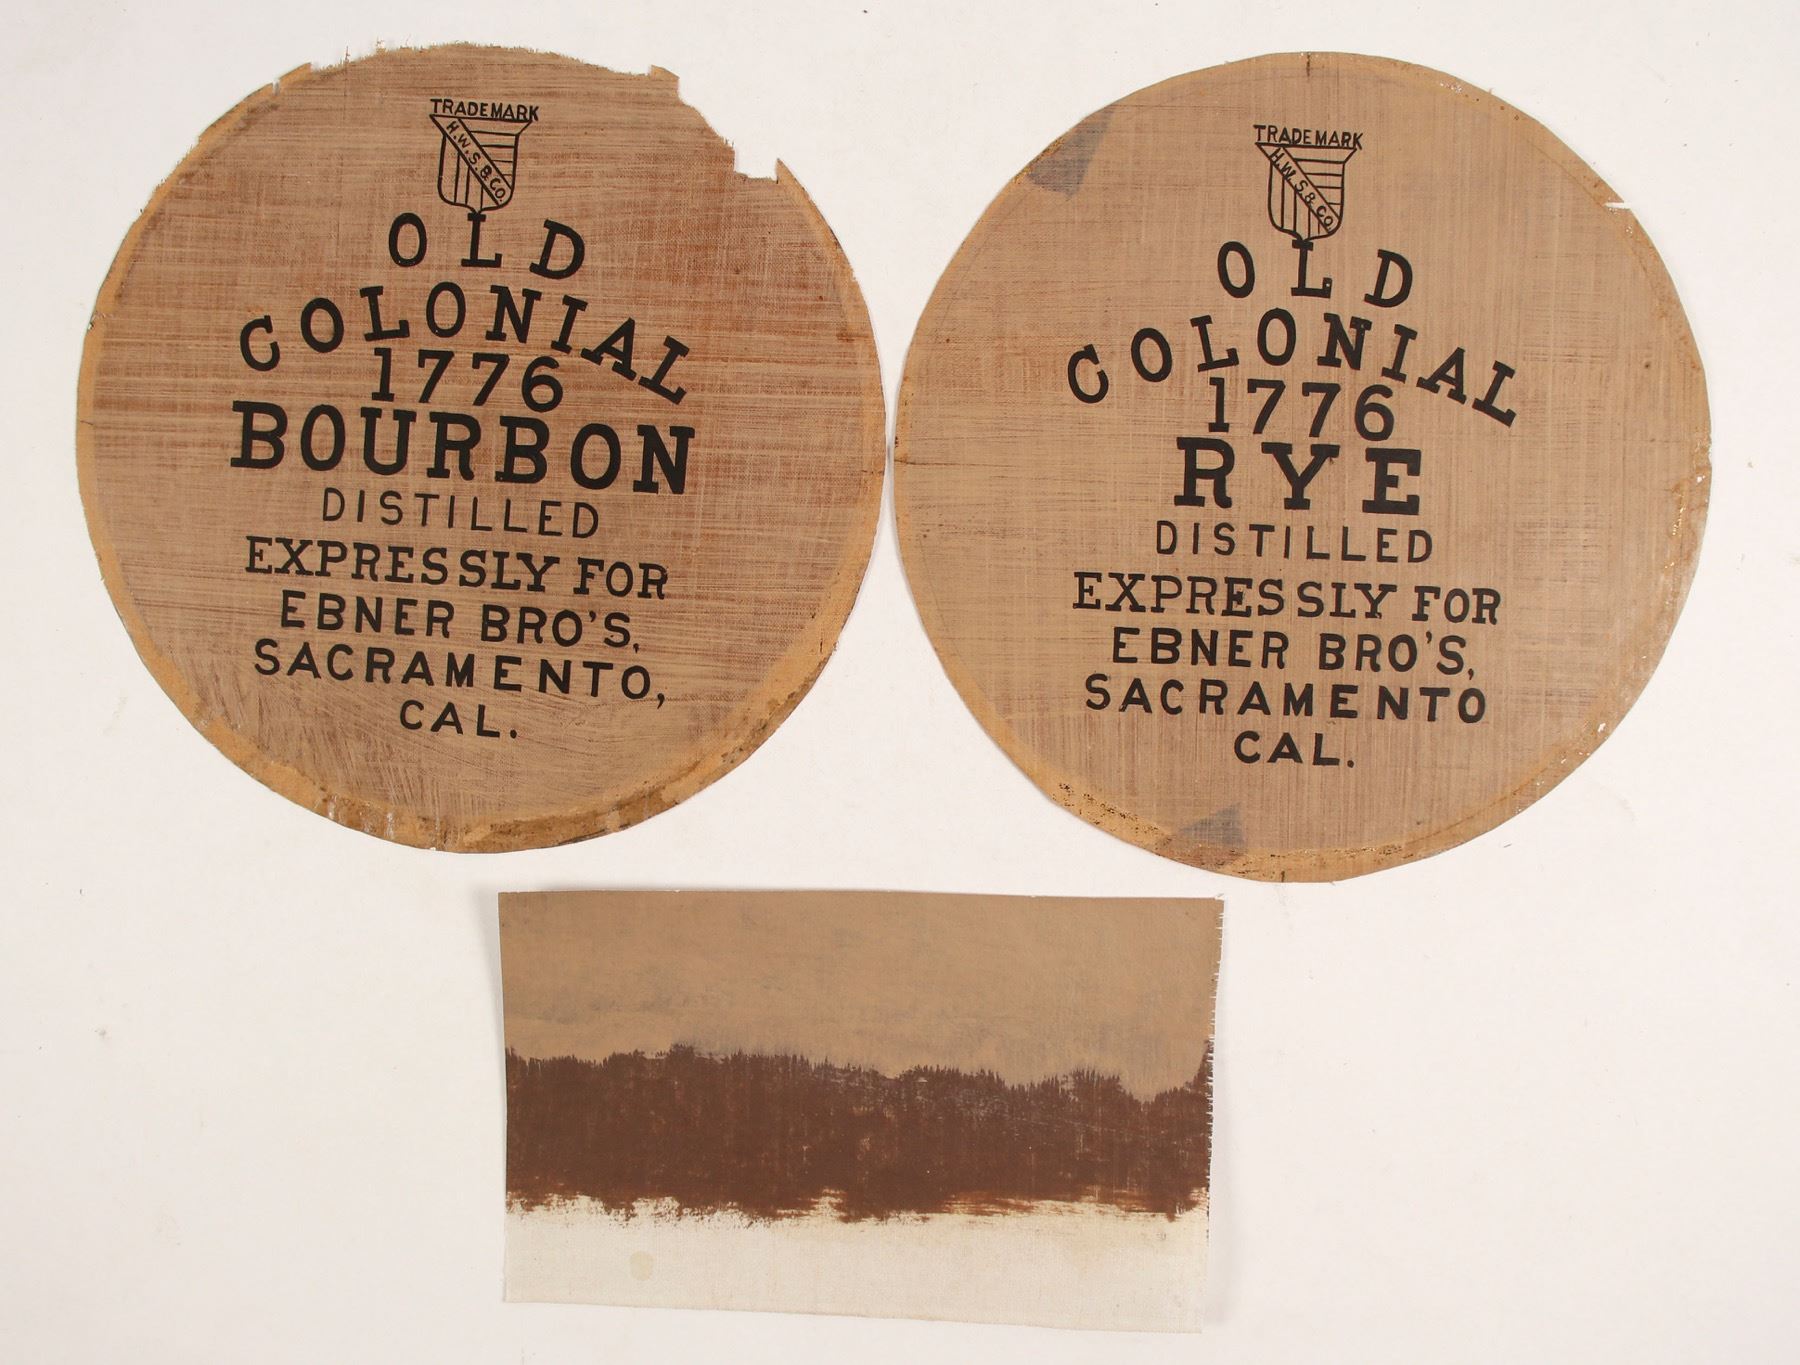 TRADEMARK
H.W.S.& CO.
OLD
COLONIAL
1776
BOURBON
DISTILLED
EXPRESSLY FOR
EBNER BRO'S,
SACRAMENTO,
CAL.
TRADEMARK
H.W.S.& CO.
OLD
COLONIAL
1776
RYE
DISTILLED
EXPRESSLY FOR
EBNER BRO'S,
SACRAMENTO
CAL.